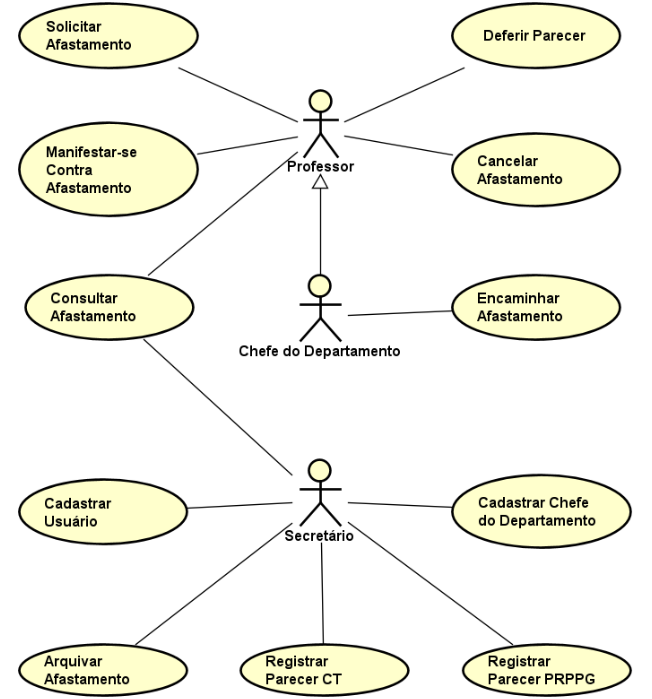 Solicitar
Afastamento
Deferir Parecer
Manifestar-se
Contra
Afastamento
Professor
Cancelar
Afastamento
Consultar
Afastamento
Chefe do Departamento
Encaminhar
Afastamento
Cadastrar
Usuário
Secretário
Cadastrar Chefe
do Departamento
Arquivar
Afastamento
Registrar
Parecer CT
Registrar
Parecer PRPPG